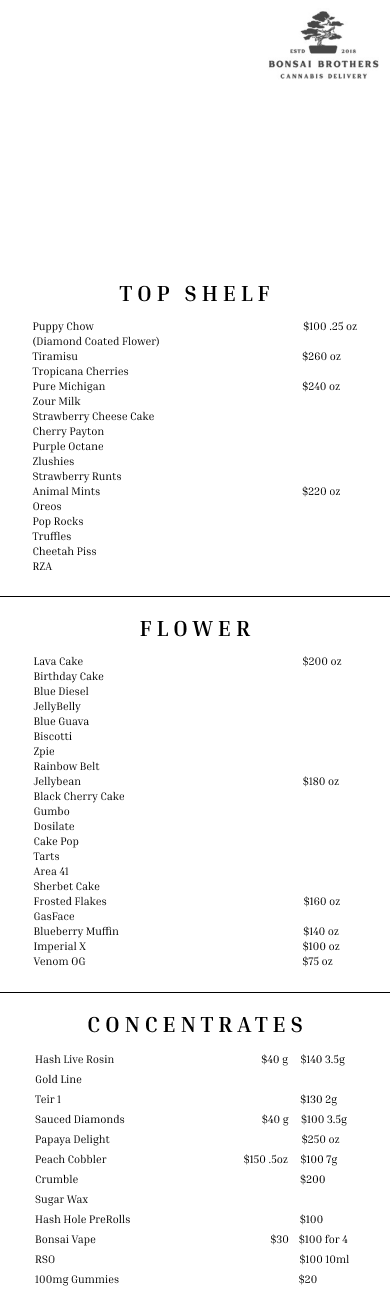 ESTD 2018
BONSAI BROTHERS
CANNABIS DELIVERY
TOP SHELF
Puppy Chow $100 .25 oz
(Diamond Coated Flower)
Tiramisu $260 oz
Tropicana Cherries
Pure Michigan $240 oz
Zour Milk
Strawberry Cheese Cake
Cherry Payton
Purple Octane
Zlushies
Strawberry Runts
Animal Mints $220 oz
Oreos
Pop Rocks
Truffles
Cheetah Piss
RZA
FLOWER
Lava Cake $200 oz
Birthday Cake
Blue Diesel
JellyBelly
Blue Guava
Biscotti
Zpie
Rainbow Belt
Jellybean $180 oz
Black Cherry Cake
Gumbo
Dosilate
Cake Pop
Tarts
Area 41
Sherbet Cake
Frosted Flakes $160 oz
GasFace
Blueberry Muffin $140 oz
Imperial X $100 oz
Venom OG $75 oz
CONCENTRATES
Hash Live Rosin $40 g $140 3.5g
Gold Line
Teir 1 $130 2g
Sauced Diamonds $40 g $100 3.5g
Papaya Delight $250 oz
Peach Cobbler $150 .5oz $100 7g
Crumble $200
Sugar Wax
Hash Hole PreRolls $100
Bonsai Vape $30 $100 for 4
RSO $100 10ml
100mg Gummies $20